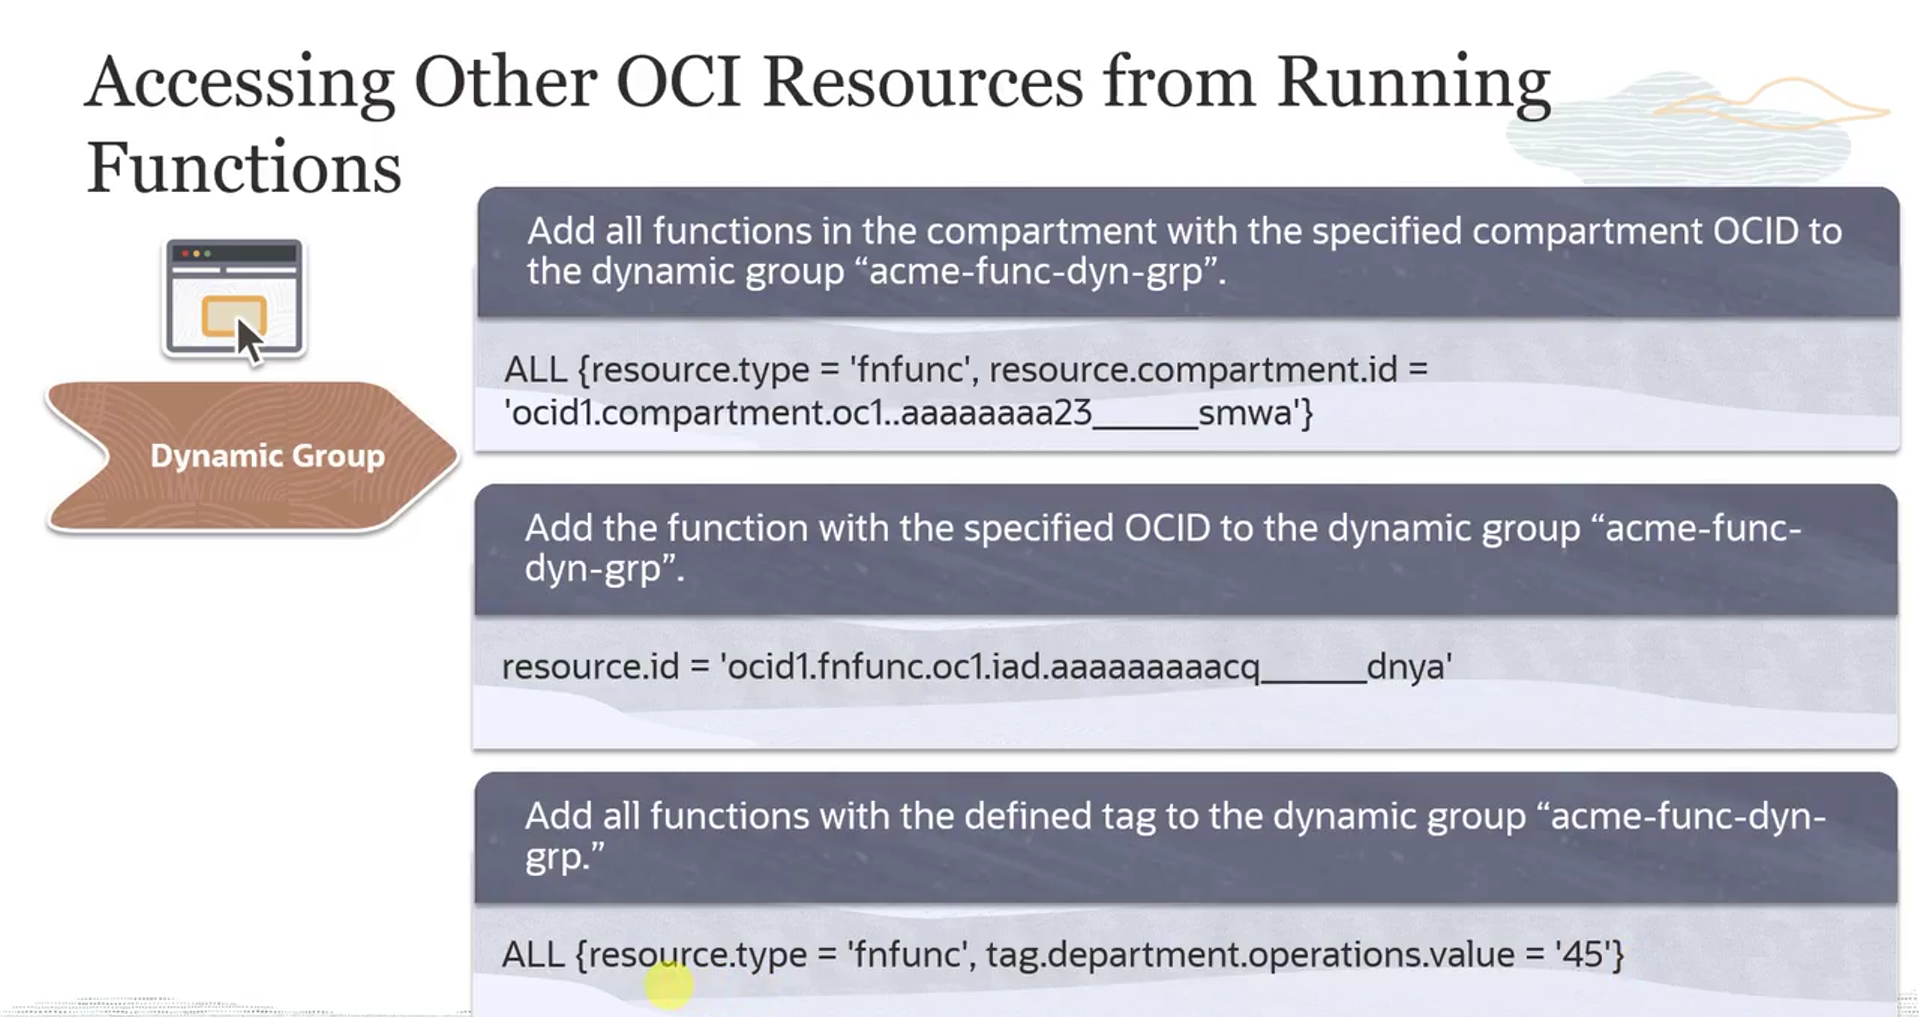 Accessing Other OCI Resources from Running
Functions
Dynamic Group
Add all functions in the compartment with the specified compartment OCID to
the dynamic group “acme-func-dyn-grp”.
ALL {resource.type = 'fnfunc', resource.compartment.id =
'ocid1.compartment.oc1..aaaaaaaa23______smwa'}
Add the function with the specified OCID to the dynamic group “acme-func-
dyn-grp”.
resource.id = 'ocid1.fnfunc.oc1.iad.aaaaaaaaaacq______dnya'
Add all functions with the defined tag to the dynamic group “acme-func-dyn-
grp.”
ALL {resource.type = 'fnfunc', tag.department.operations.value = '45'}